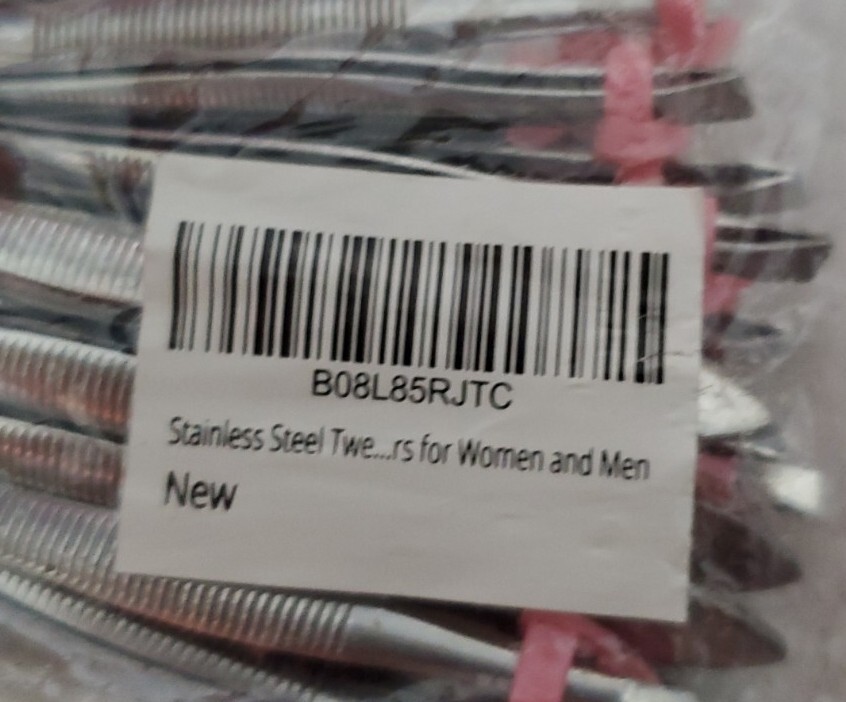 B08L85RJTC
Stainless Steel Twe...rs for Women and Men
New